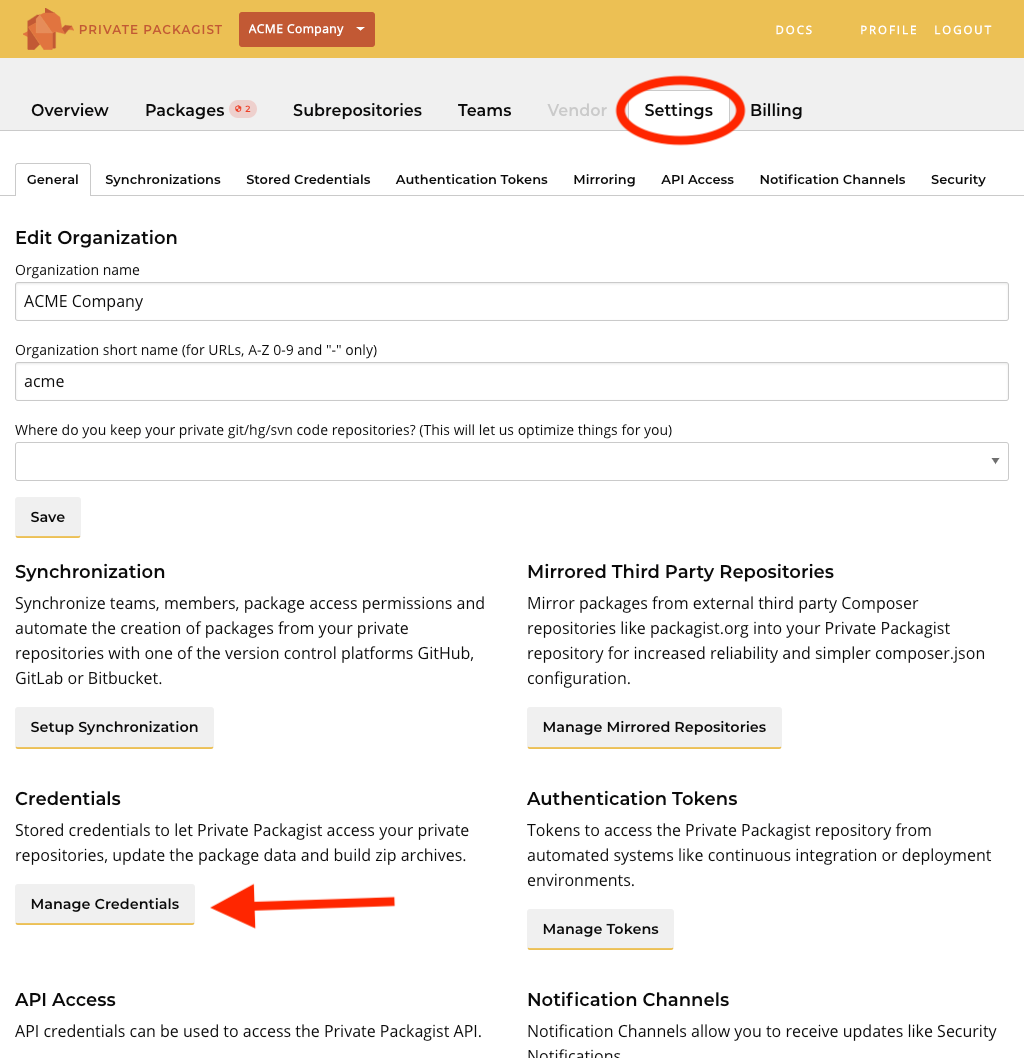 PRIVATE PACKAGIST ACME Company DOCS PROFILE LOGOUT
Overview Packages 2 Subrepositories Teams Vendor Settings Billing
General Synchronizations Stored Credentials Authentication Tokens Mirroring API Access Notification Channels Security
Edit Organization
Organization name
ACME Company
Organization short name (for URLs, A-Z 0-9 and "-" only)
acme
Where do you keep your private git/hg/svn code repositories? (This will let us optimize things for you)
Save
Synchronization
Synchronize teams, members, package access permissions and
automate the creation of packages from your private
repositories with one of the version control platforms GitHub,
GitLab or Bitbucket.
Setup Synchronization
Mirrored Third Party Repositories
Mirror packages from external third party Composer
repositories like packagist.org into your Private Packagist
repository for increased reliability and simpler composer.json
configuration.
Manage Mirrored Repositories
Credentials
Stored credentials to let Private Packagist access your private
repositories, update the package data and build zip archives.
Manage Credentials
Authentication Tokens
Tokens to access the Private Packagist repository from
automated systems like continuous integration or deployment
environments.
Manage Tokens
API Access
API credentials can be used to access the Private Packagist API.
Notification Channels
Notification Channels allow you to receive updates like Security
Notifications